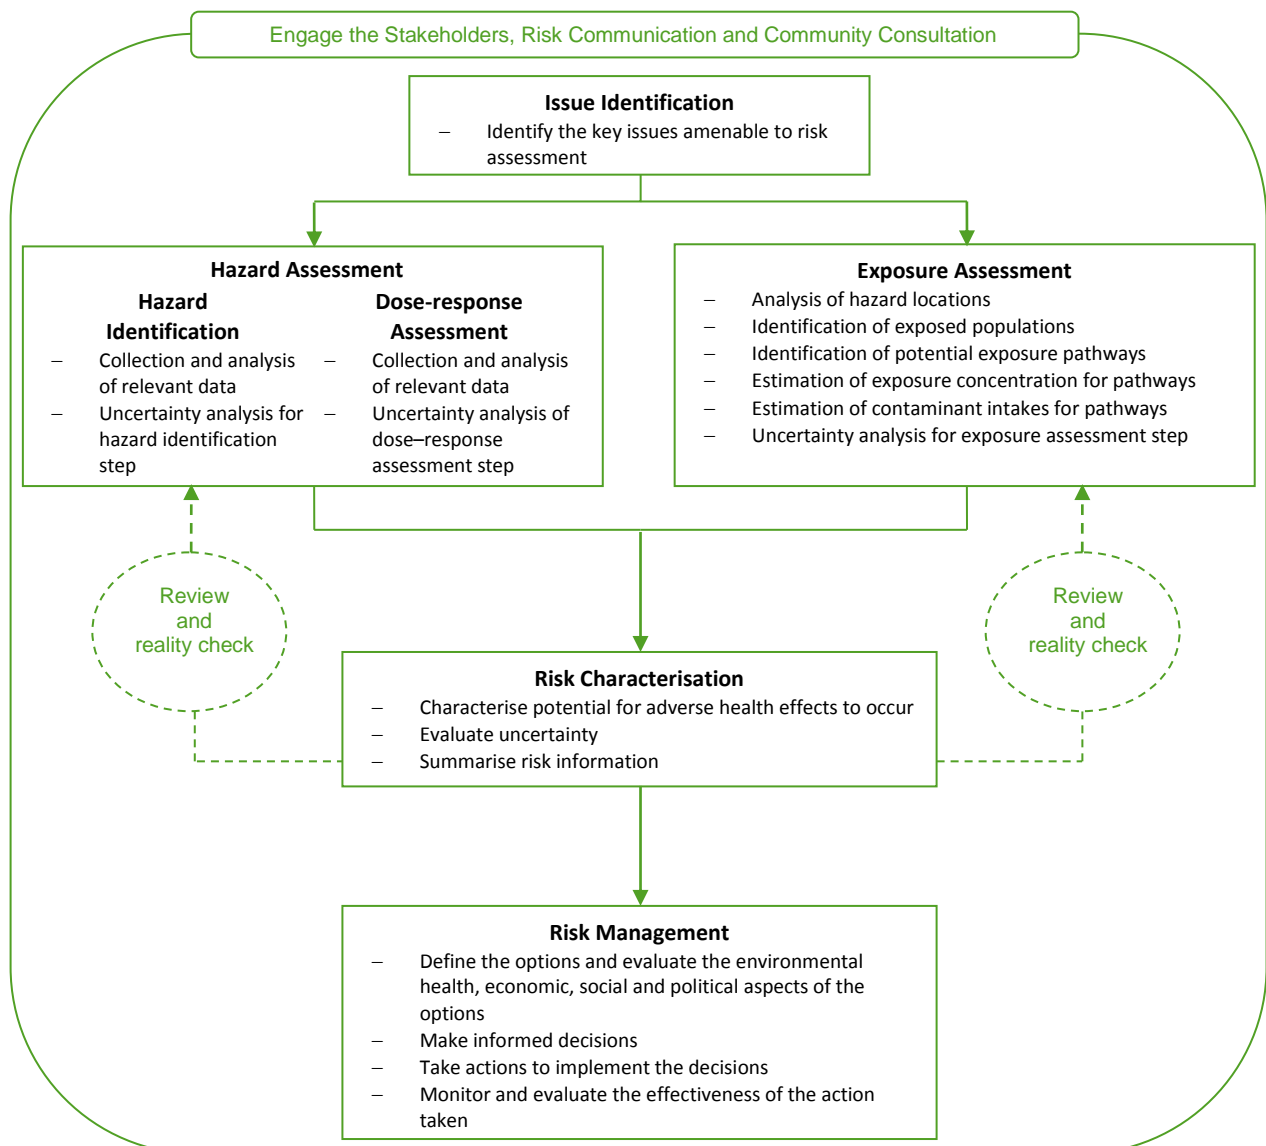 Engage the Stakeholders, Risk Communication and Community Consultation
Issue Identification
– Identify the key issues amenable to risk
assessment
Hazard Assessment
Hazard
Identification
– Collection and analysis
of relevant data
– Uncertainty analysis for
hazard identification
step
Dose-response
Assessment
– Collection and analysis
of relevant data
– Uncertainty analysis of
dose–response
assessment step
Exposure Assessment
– Analysis of hazard locations
– Identification of exposed populations
– Identification of potential exposure pathways
– Estimation of exposure concentration for pathways
– Estimation of contaminant intakes for pathways
– Uncertainty analysis for exposure assessment step
Review
and
reality check
Review
and
reality check
Risk Characterisation
– Characterise potential for adverse health effects to occur
– Evaluate uncertainty
– Summarise risk information
Risk Management
– Define the options and evaluate the environmental
health, economic, social and political aspects of the
options
– Make informed decisions
– Take actions to implement the decisions
– Monitor and evaluate the effectiveness of the action
taken